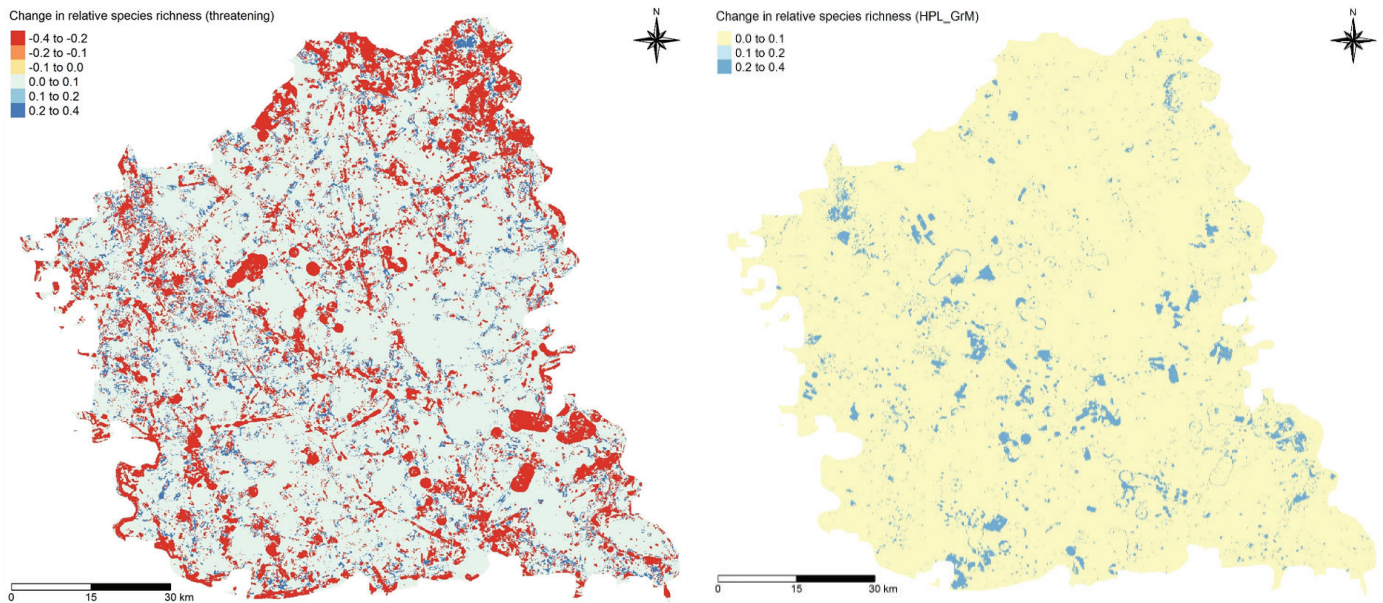 Change in relative species richness (threatening)
-0.4 to -0.2
-0.2 to -0.1
-0.1 to 0.0
0.0 to 0.1
0.1 to 0.2
0.2 to 0.4
N
0 15 30 km
Change in relative species richness (HPL_GrM)
0.0 to 0.1
0.1 to 0.2
0.2 to 0.4
N
0 15 30 km